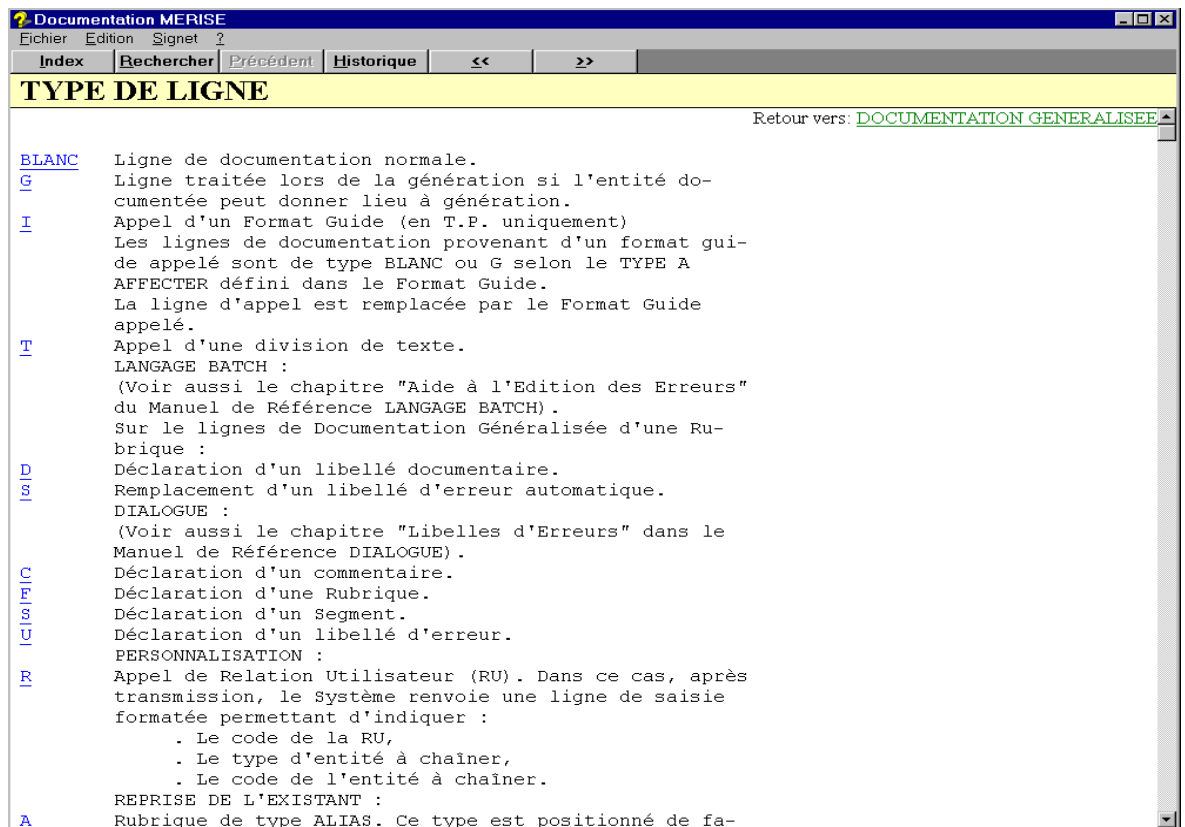 Documentation MERISE
Fichier Edition Signet ?
Index Rechercher Précédent Historique << >>
TYPE DE LIGNE
Retour vers: DOCUMENTATION GENERALISEE
BLANC Ligne de documentation normale.
G Ligne traitée lors de la génération si l'entité do-
cumentée peut donner lieu à génération.
I Appel d'un Format Guide (en T.P. uniquement)
Les lignes de documentation provenant d'un format gui-
de appelé sont de type BLANC ou G selon le TYPE A
AFFECTER défini dans le Format Guide.
La ligne d'appel est remplacée par le Format Guide
appelé.
T Appel d'une division de texte.
LANGAGE BATCH :
(Voir aussi le chapitre "Aide à l'Edition des Erreurs"
du Manuel de Référence LANGAGE BATCH).
Sur le lignes de Documentation Généralisée d'une Ru-
brique :
D Déclaration d'un libellé documentaire.
S Remplacement d'un libellé d'erreur automatique.
DIALOGUE :
(Voir aussi le chapitre "Libelles d'Erreurs" dans le
Manuel de Référence DIALOGUE).
C Déclaration d'un commentaire.
F Déclaration d'une Rubrique.
S Déclaration d'un Segment.
U Déclaration d'un libellé d'erreur.
PERSONNALISATION :
R Appel de Relation Utilisateur (RU). Dans ce cas, après
transmission, le Système renvoie une ligne de saisie
formatée permettant d'indiquer :
. Le code de la RU,
. Le type d'entité à chaîner,
. Le code de l'entité à chaîner.
REPRISE DE L'EXISTANT :
A Rubrique de type ALIAS. Ce type est positionné de fa-